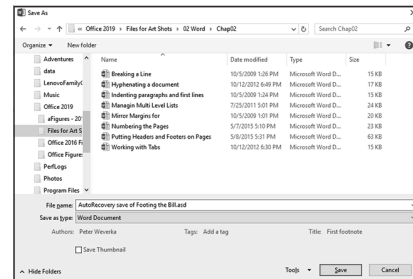 Save As
« Office 2019 > Files for Art Shots > 02 Word > Chap02
Search Chap02
Organize New folder
Adventures
data
LenovoFamily
Music
Office 2019
aFigures - 20
Files for Art S
Office 2016 Fi
Office Figure
PerfLogs
Photos
Program Files
Name Date modified Type Size
Breaking a Line 10/5/2009 1:26 PM Microsoft Word D... 15 KB
Hyphenating a document 10/12/2012 6:49 PM Microsoft Word D... 17 KB
Indenting paragraphs and first lines 10/5/2009 1:24 PM Microsoft Word D... 15 KB
Managin Multi Level Lists 7/25/2011 5:01 PM Microsoft Word D... 24 KB
Mirror Margins for 10/5/2009 1:01 PM Microsoft Word D... 20 KB
Numbering the Pages 5/7/2015 5:10 PM Microsoft Word D... 23 KB
Putting Headers and Footers on Pages 5/8/2015 5:31 PM Microsoft Word D... 63 KB
Working with Tabs 10/12/2012 6:30 PM Microsoft Word D... 15 KB
File name: AutoRecovery save of Footing the Bill.asd
Save as type: Word Document
Authors: Peter Weverka Tags: Add a tag Title: First footnote
Save Thumbnail
Hide Folders Tools Save Cancel